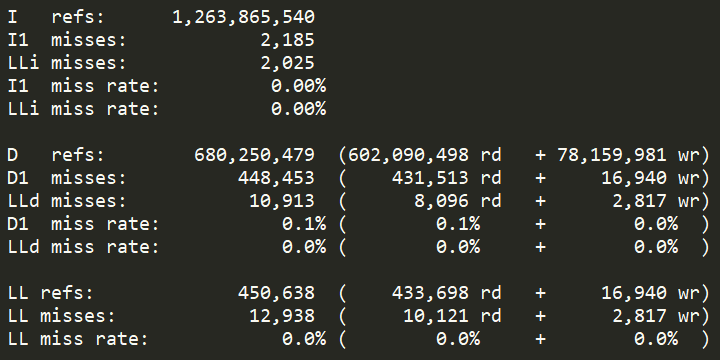 I   refs:      1,263,865,540
I1  misses:            2,185
LLi misses:            2,025
I1  miss rate:          0.00%
LLi miss rate:          0.00%

D   refs:        680,250,479  (602,090,498 rd   + 78,159,981 wr)
D1  misses:          448,453  (    431,513 rd   +     16,940 wr)
LLd misses:           10,913  (      8,096 rd   +      2,817 wr)
D1  miss rate:           0.1% (        0.1%     +        0.0%  )
LLd miss rate:           0.0% (        0.0%     +        0.0%  )

LL refs:             450,638  (    433,698 rd   +     16,940 wr)
LL misses:            12,938  (     10,121 rd   +      2,817 wr)
LL miss rate:            0.0% (        0.0%     +        0.0%  )